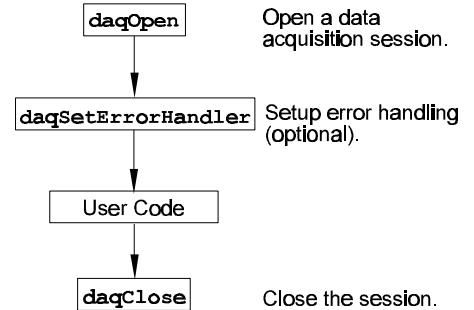 daqOpen
Open a data
acquisition session.
daqSetErrorHandler
Setup error handling
(optional).
User Code
daqClose
Close the session.